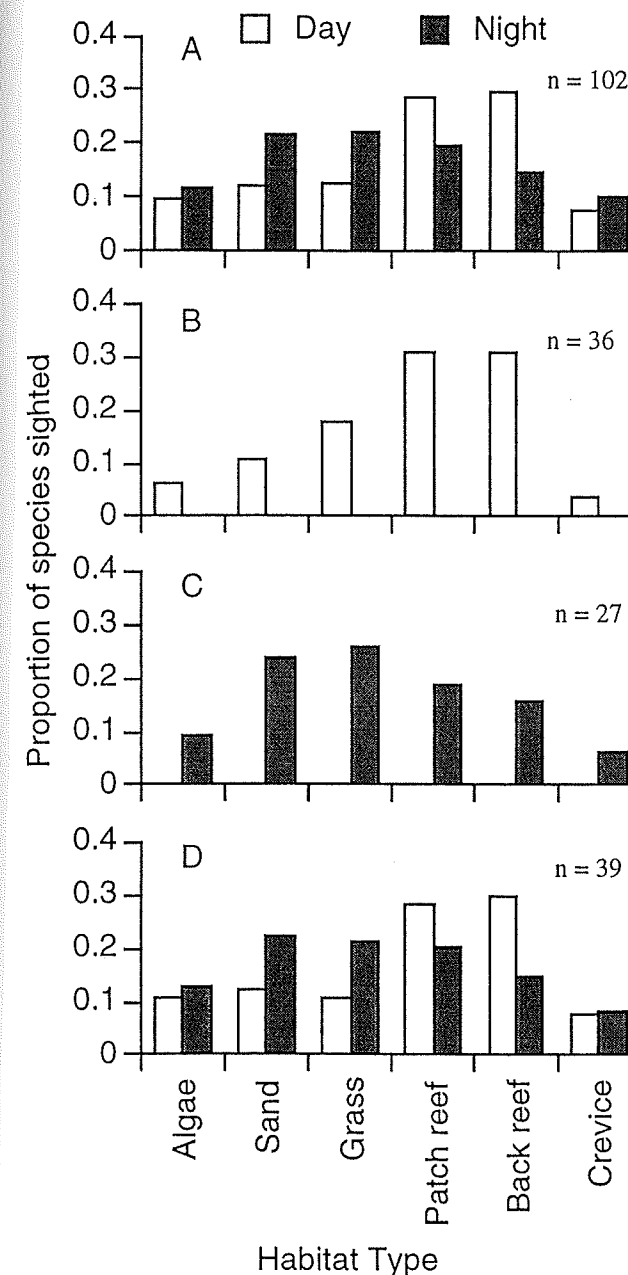 Day Night
0.4
A
0.3
n = 102
0.2
0.1
0
0.4
B
n = 36
0.3
0.2
0.1
0
0.4
C
n = 27
0.3
0.2
0.1
0
0.4
D
n = 39
0.3
0.2
0.1
0
Proportion of species sighted
Algae
Sand
Grass
Patch reef
Back reef
Crevice
Habitat Type